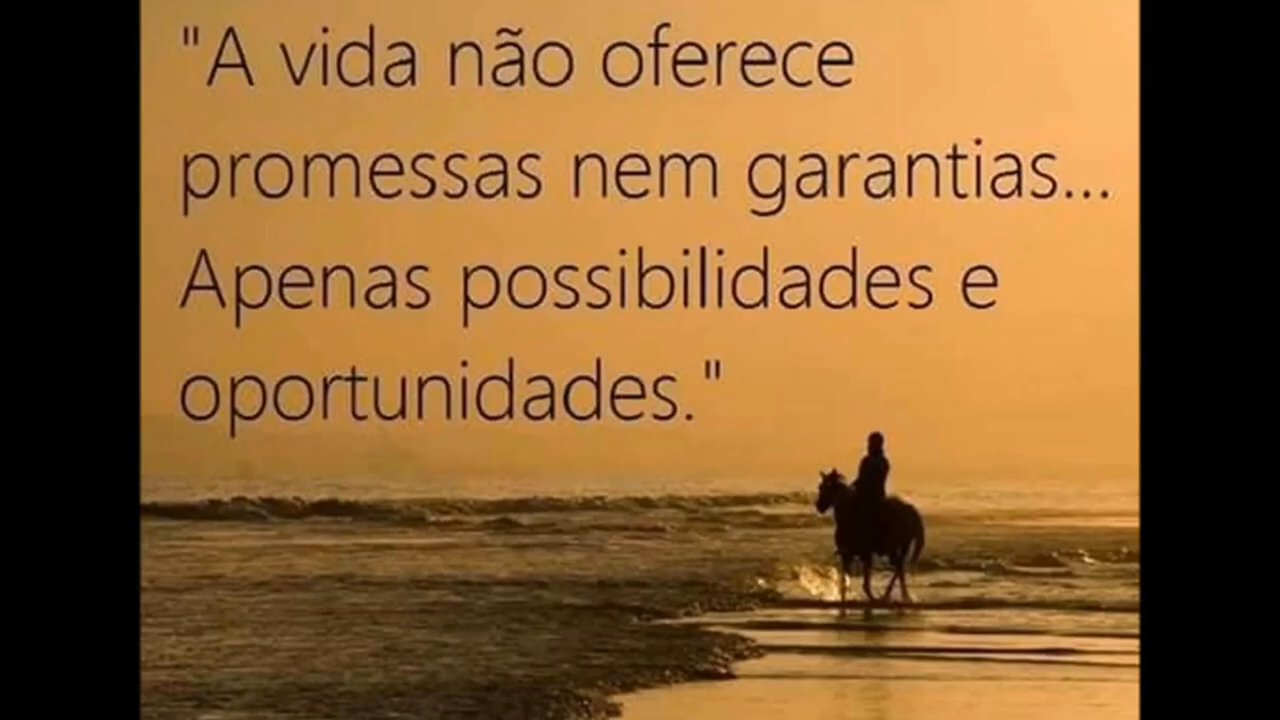 "A vida não oferece
promessas nem garantias...
Apenas possibilidades e
oportunidades."